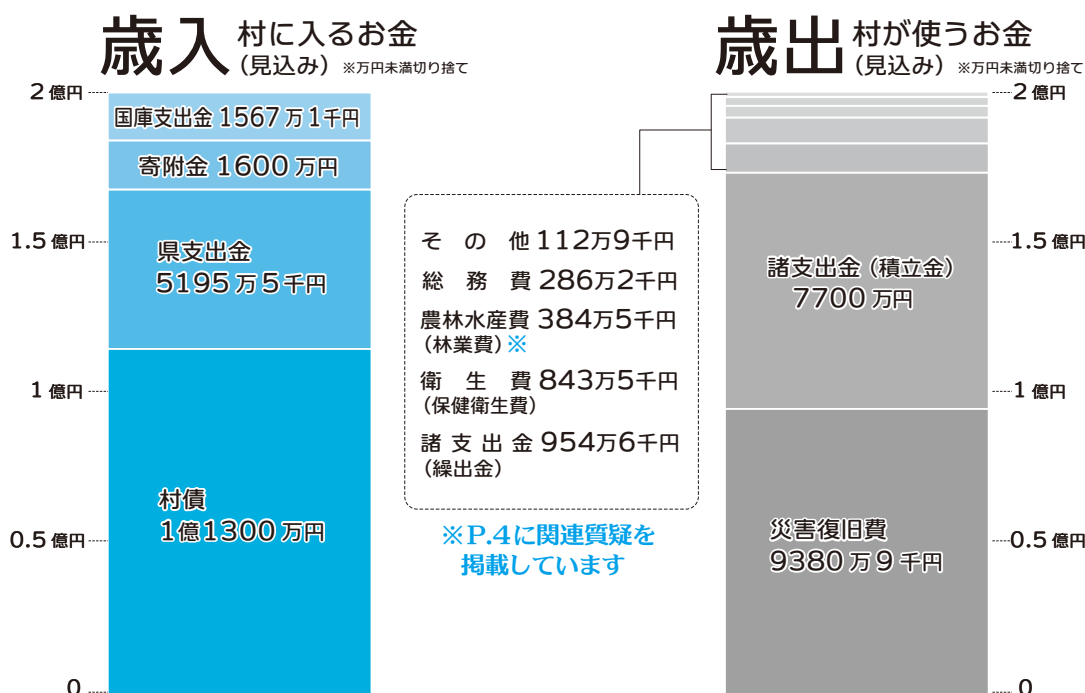 歳入 村に入るお金
(見込み) ※万円未満切り捨て
2億円
国庫支出金 1567万1千円
寄附金 1600万円
1.5億円
県支出金
5195万5千円
1億円
村債
1億1300万円
0.5億円
0
その他 112万9千円
総務費 286万2千円
農林水産費 384万5千円
(林業費)※
衛生費 843万5千円
(保健衛生費)
諸支出金 954万6千円
(繰出金)
※P.4に関連質疑を
掲載しています
歳出 村が使うお金
(見込み) ※万円未満切り捨て
2億円
1.5億円
諸支出金(積立金)
7700万円
1億円
災害復旧費
9380万9千円
0.5億円
0